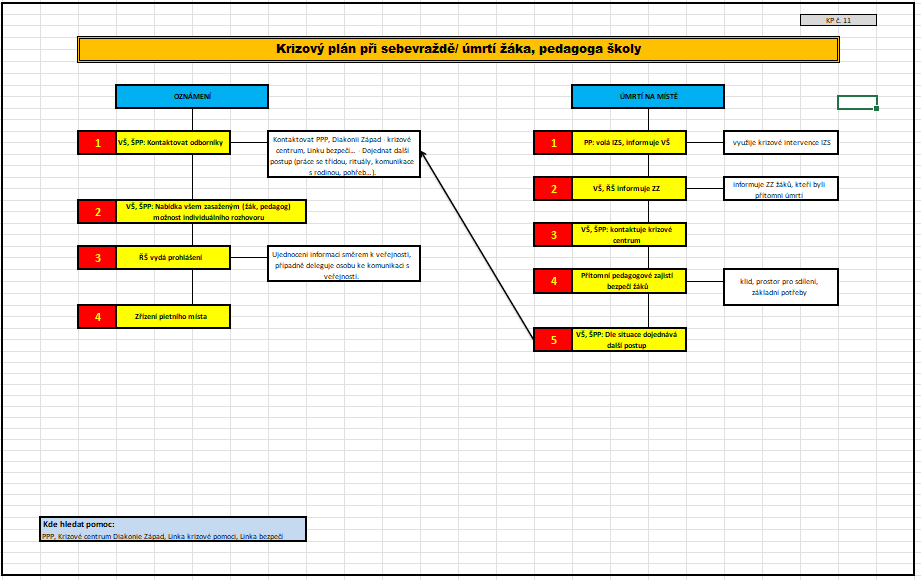 KP č. 11
Krizový plán při sebevraždě/ úmrtí žáka, pedagoga školy
OZNÁMENÍ
1
VŠ, ŠPP: Kontaktovat odborníky
Kontaktovat PPP, Diakonii Západ - krizové
centrum, Linku bezpečí... - Dojednat další
postup (práce se třídou, rituály, komunikace
s rodinou, pohřeb...).
2
VŠ, ŠPP: Nabídka všem zasaženým (žák, pedagog)
možnost individuálního rozhovoru
3
ŘŠ vydá prohlášení
Ujednocení informací směrem k veřejnosti,
případně deleguje osobu ke komunikaci s
veřejností.
4
Zřízení pietního místa
ÚMRTÍ NA MÍSTĚ
1
PP: volá IZS, informuje VŠ
využije krizové intervence IZS
2
VŠ, ŘŠ informuje ZZ
informuje ZZ žáků, kteří byli
přítomni úmrtí
3
VŠ, ŠPP: kontaktuje krizové
centrum
4
Přítomní pedagogové zajistí
bezpečí žáků
klid, prostor pro sdílení,
základní potřeby
5
VŠ, ŠPP: Dle situace dojednává
další postup
Kde hledat pomoc:
PPP, Krizové centrum Diakonie Západ, Linka krizové pomoci, Linka bezpečí